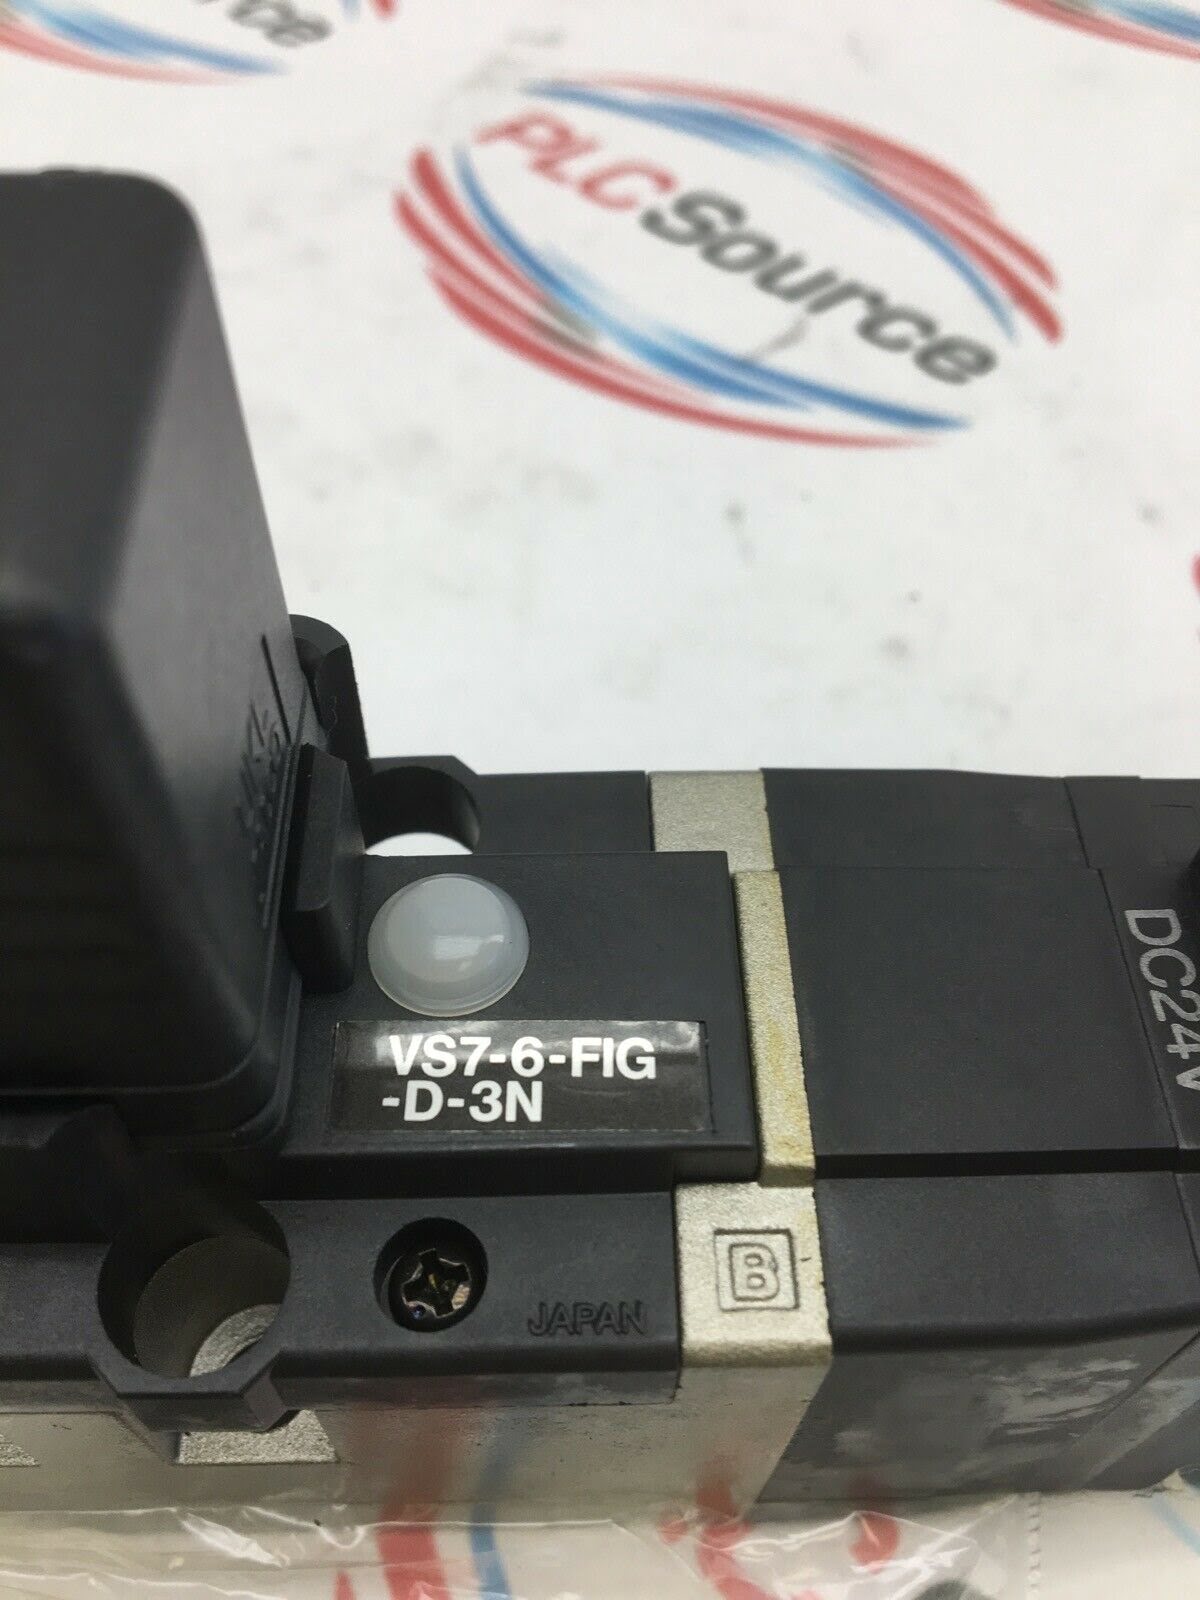 PLCSource
DC24V
VS7-6-FIG
-D-3N
B
JAPAN